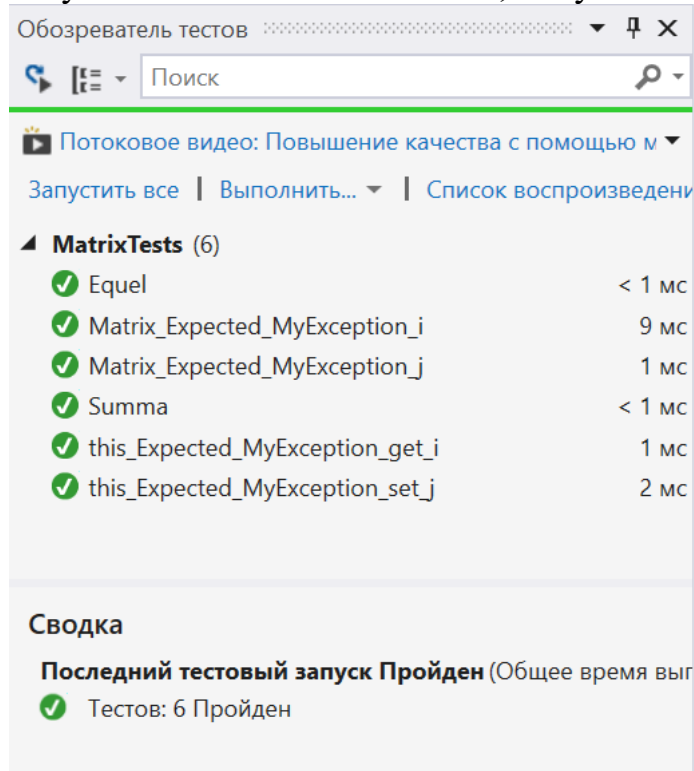 Обозреватель тестов
Поиск
Потоковое видео: Повышение качества с помощью м
Запустить все | Выполнить... | Список воспроизведени
MatrixTests (6)
Equel < 1 мс
Matrix_Expected_MyException_i 9 мс
Matrix_Expected_MyException_j 1 мс
Summa < 1 мс
this_Expected_MyException_get_i 1 мс
this_Expected_MyException_set_j 2 мс
Сводка
Последний тестовый запуск Пройден (Общее время вып
Тестов: 6 Пройден